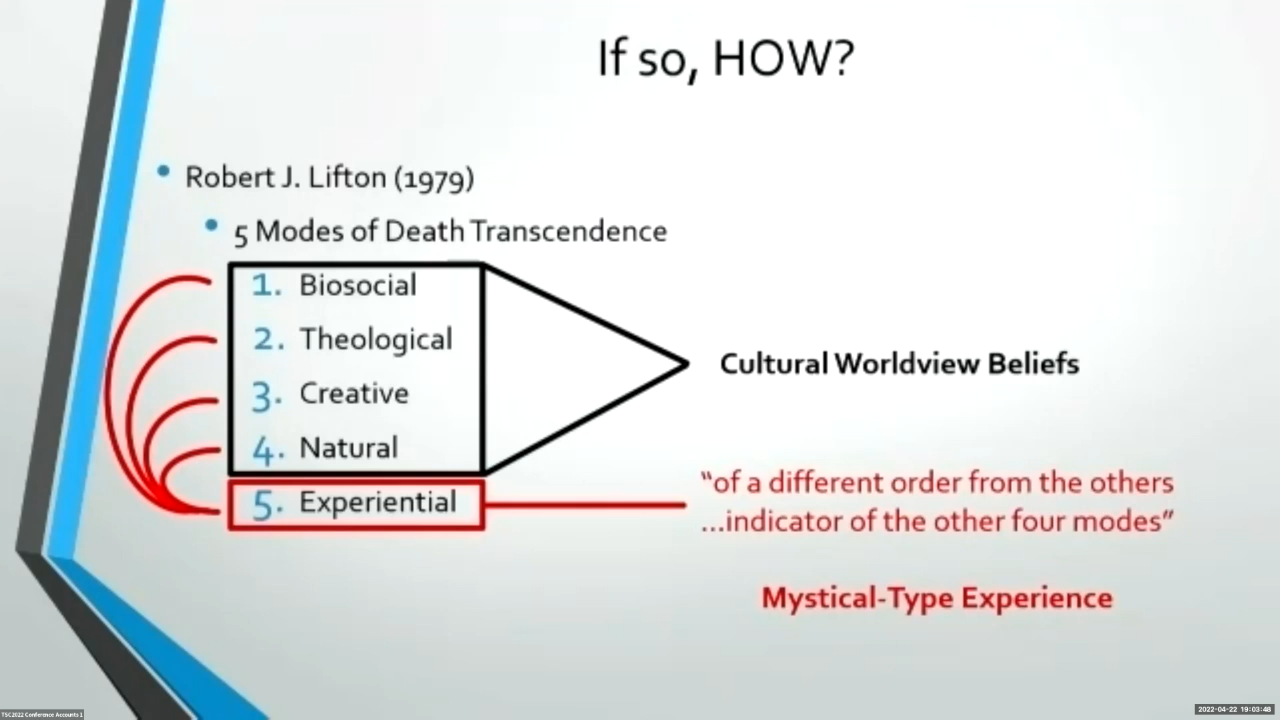 If so, HOW?
• Robert J. Lifton (1979)
• 5 Modes of Death Transcendence
1. Biosocial
2. Theological
3. Creative
4. Natural
5. Experiential
Cultural Worldview Beliefs
“of a different order from the others
...indicator of the other four modes”
Mystical-Type Experience
TSC2022 Conference Accounts 1
2022-04-22 19:03:48